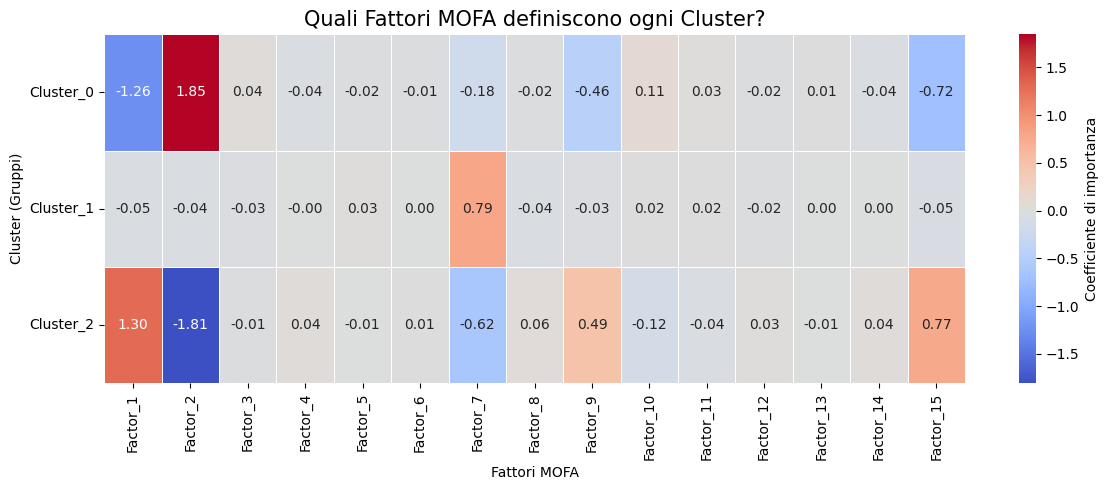 Quali Fattori MOFA definiscono ogni Cluster?
Cluster (Gruppi)
Cluster_0 -1.26 1.85 0.04 -0.04 -0.02 -0.01 -0.18 -0.02 -0.46 0.11 0.03 -0.02 0.01 -0.04 -0.72
Cluster_1 -0.05 -0.04 -0.03 -0.00 0.03 0.00 0.79 -0.04 -0.03 0.02 0.02 -0.02 0.00 0.00 -0.05
Cluster_2 1.30 -1.81 -0.01 0.04 -0.01 0.01 -0.62 0.06 0.49 -0.12 -0.04 0.03 -0.01 0.04 0.77
Factor_1 Factor_2 Factor_3 Factor_4 Factor_5 Factor_6 Factor_7 Factor_8 Factor_9 Factor_10 Factor_11 Factor_12 Factor_13 Factor_14 Factor_15
Fattori MOFA
1.5
1.0
0.5
0.0
−0.5
−1.0
−1.5
Coefficiente di importanza